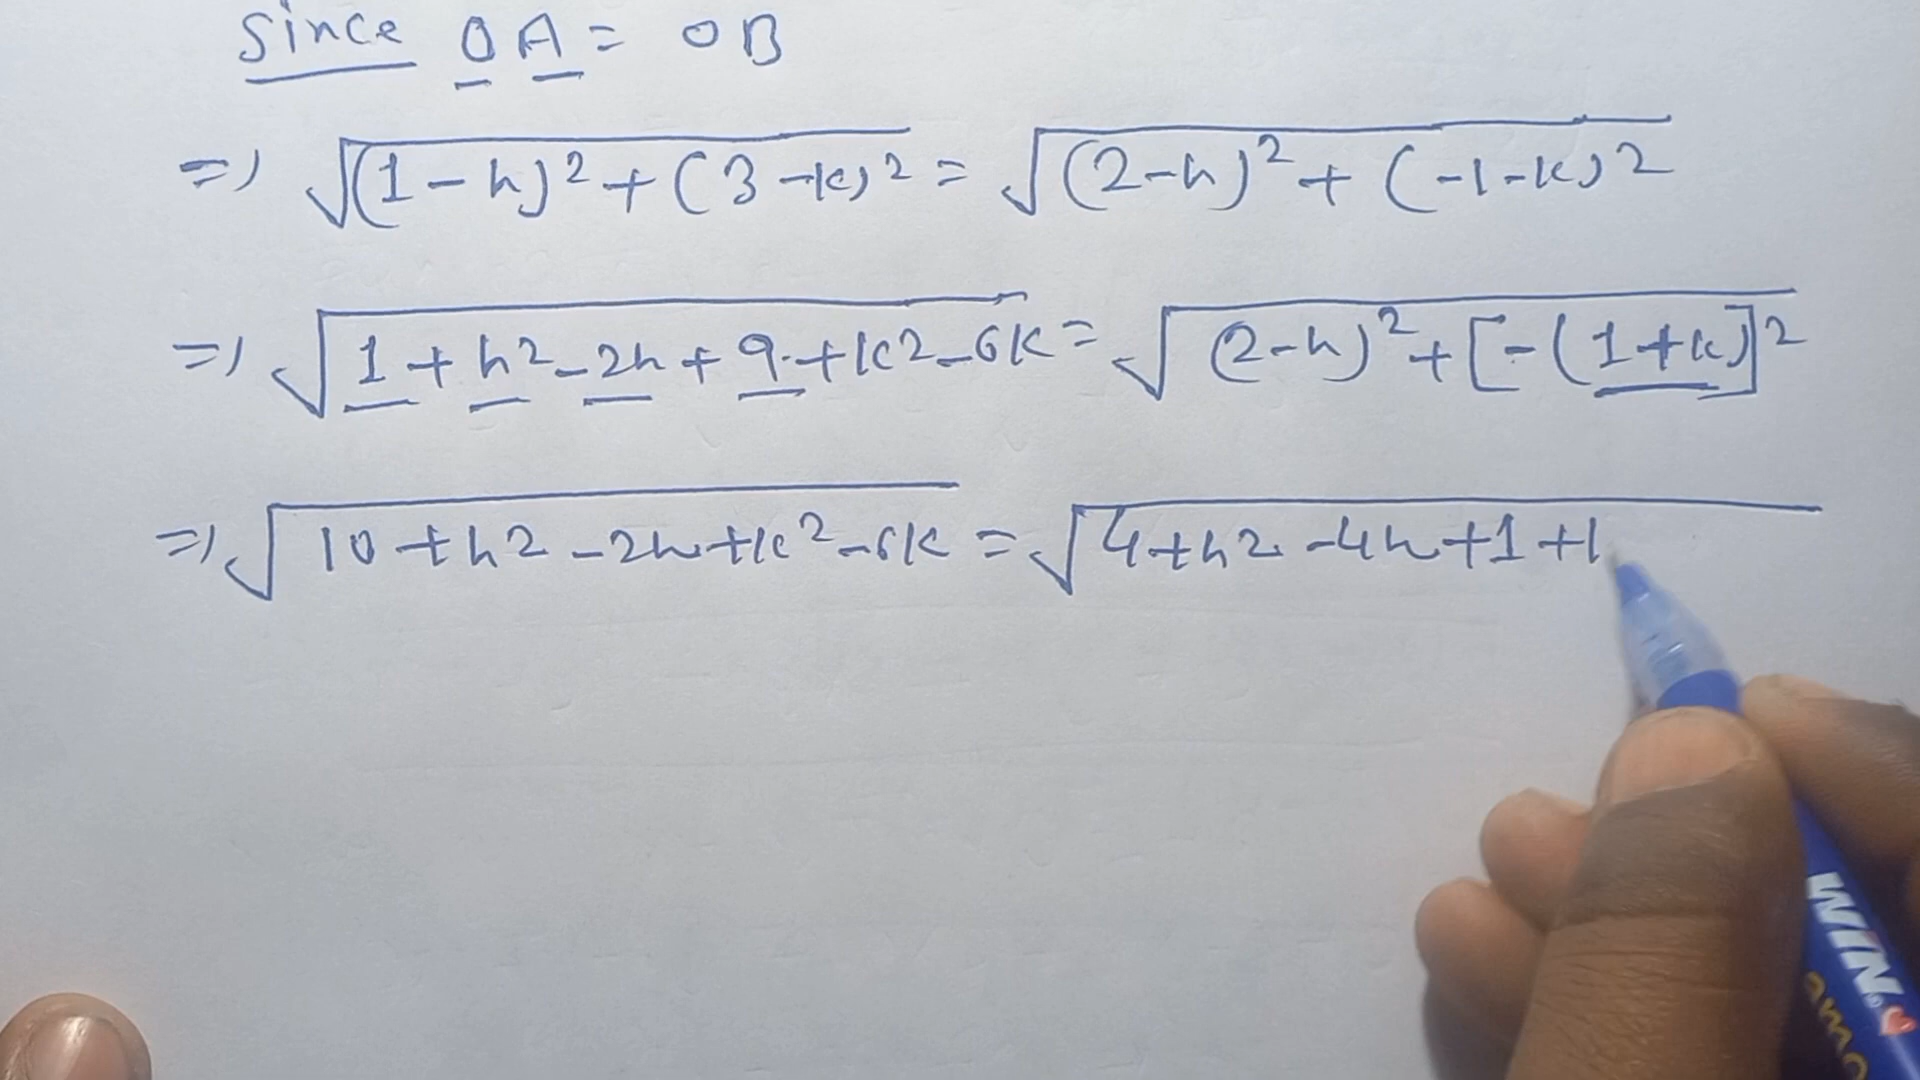 Since OA = OB
=) √(1-h)²+(3-k)² = √(2-h)²+(-1-k)²
=) √1+h²-2h+9+k²-6k = √(2-h)²+[-(1+k)]²
=) √10+h²-2h+k²-6k = √4+h²-4h+1+
WIN